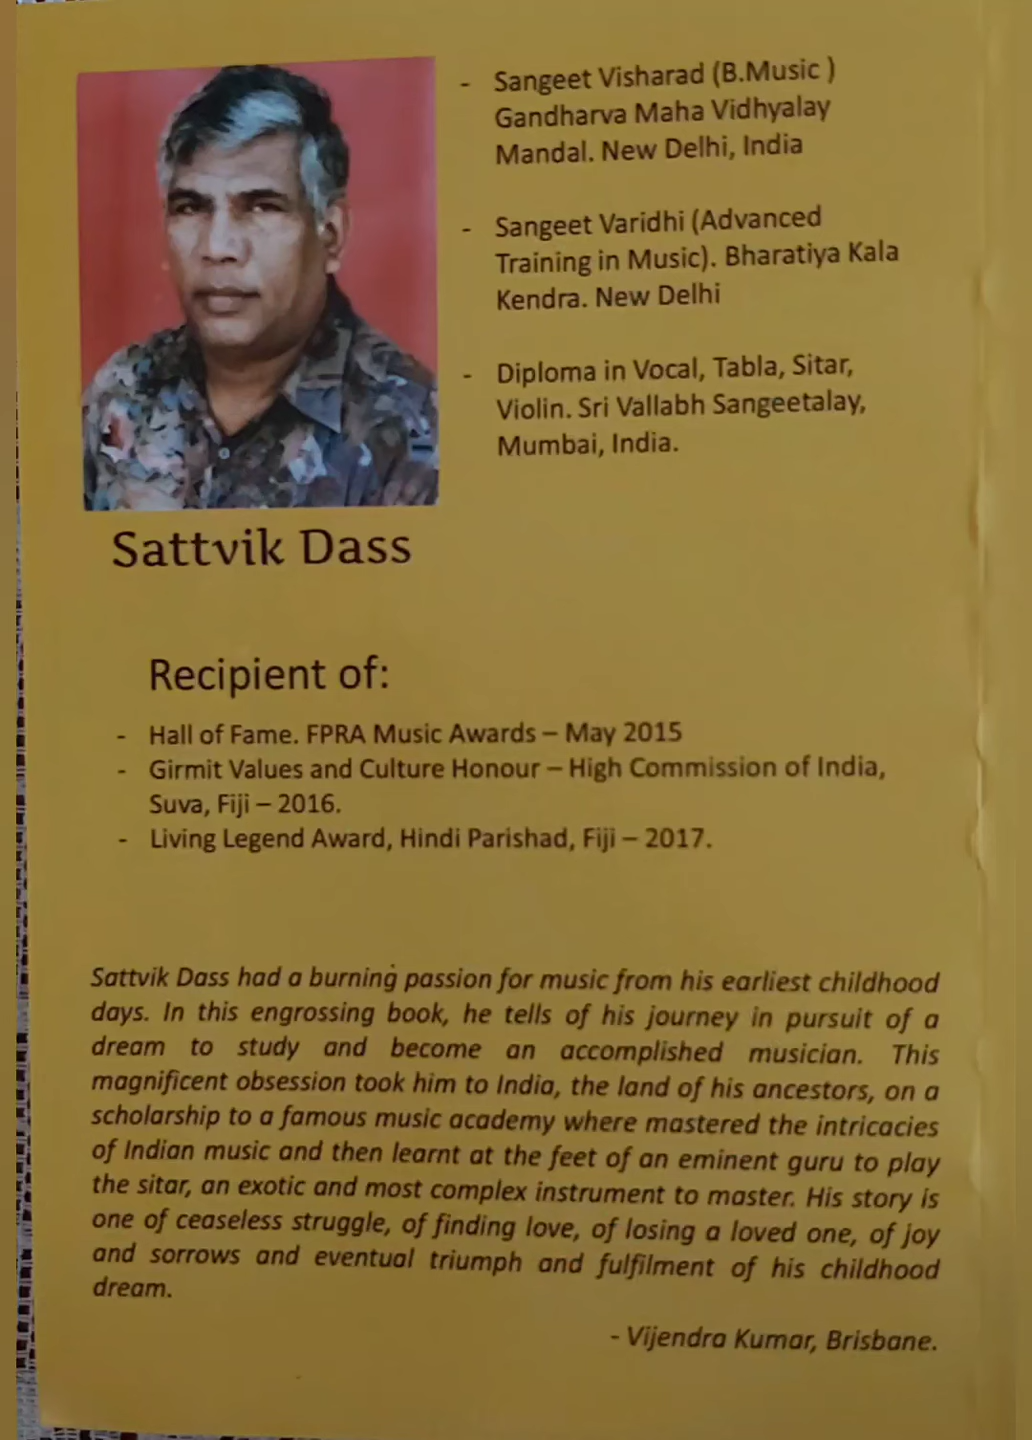 - Sangeet Visharad (B.Music )
Gandharva Maha Vidhyalay
Mandal. New Delhi, India
- Sangeet Varidhi (Advanced
Training in Music). Bharatiya Kala
Kendra. New Delhi
- Diploma in Vocal, Tabla, Sitar,
Violin. Sri Vallabh Sangeetalay,
Mumbai, India.
Sattvik Dass
Recipient of:
- Hall of Fame. FPRA Music Awards – May 2015
- Girmit Values and Culture Honour – High Commission of India,
Suva, Fiji – 2016.
- Living Legend Award, Hindi Parishad, Fiji – 2017.
Sattvik Dass had a burning passion for music from his earliest childhood
days. In this engrossing book, he tells of his journey in pursuit of a
dream to study and become an accomplished musician. This
magnificent obsession took him to India, the land of his ancestors, on a
scholarship to a famous music academy where mastered the intricacies
of Indian music and then learnt at the feet of an eminent guru to play
the sitar, an exotic and most complex instrument to master. His story is
one of ceaseless struggle, of finding love, of losing a loved one, of joy
and sorrows and eventual triumph and fulfilment of his childhood
dream.
- Vijendra Kumar, Brisbane.